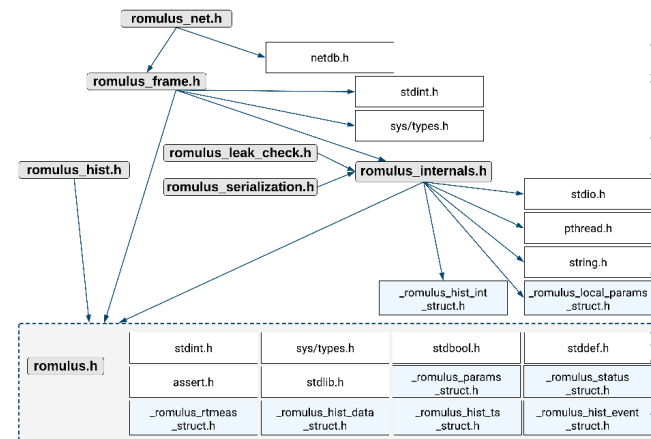 romulus_net.h
netdb.h
romulus_frame.h
stdint.h
sys/types.h
romulus_leak_check.h
romulus_hist.h
romulus_internals.h
romulus_serialization.h
stdio.h
pthread.h
string.h
_romulus_hist_int
_struct.h
_romulus_local_params
_struct.h
romulus.h
stdint.h
sys/types.h
stdbool.h
stddef.h
assert.h
stdlib.h
_romulus_params
_struct.h
_romulus_status
_struct.h
_romulus_rtmeas
_struct.h
_romulus_hist_data
_struct.h
_romulus_hist_ts
_struct.h
_romulus_hist_event
_struct.h